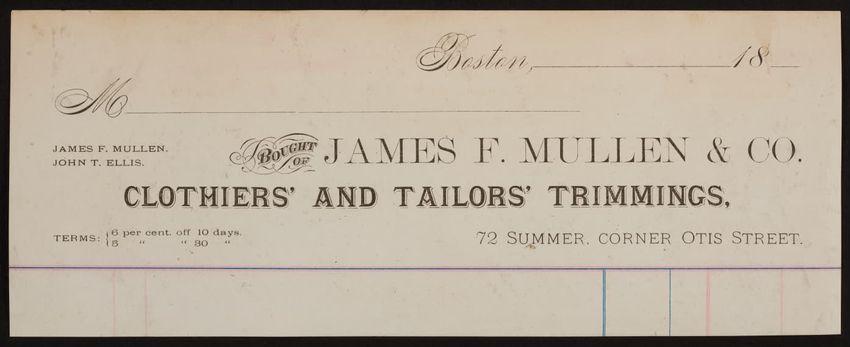 Boston, 18
M
JAMES F. MULLEN.
JOHN T. ELLIS.
BOUGHT OF JAMES F. MULLEN & CO.
CLOTHIERS' AND TAILORS' TRIMMINGS,
TERMS: { 6 per cent. off 10 days.
5 " " 30 "
72 SUMMER, CORNER OTIS STREET.